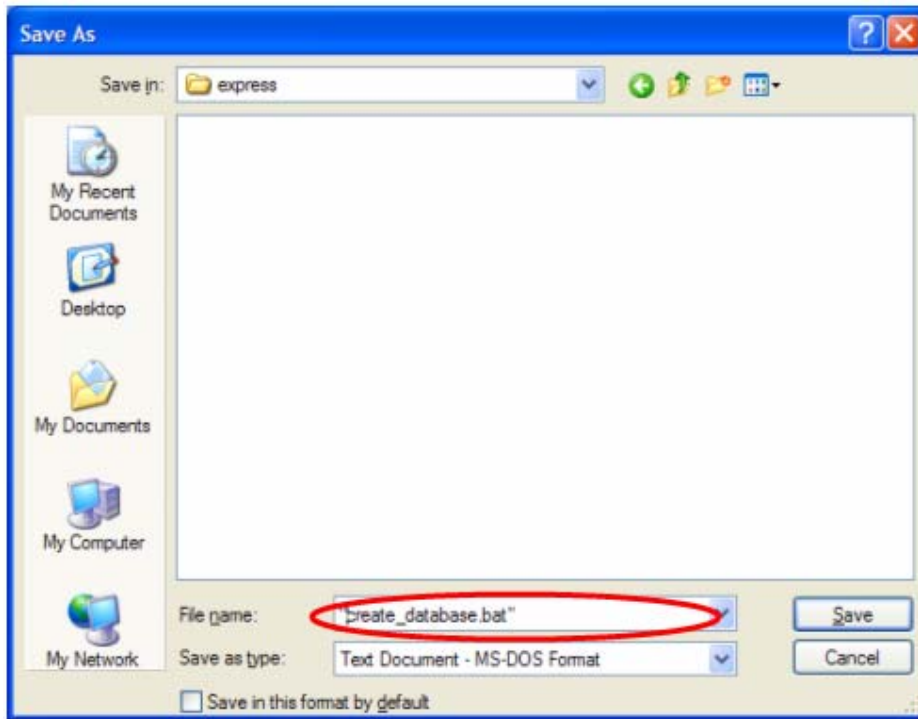 Save As
Save in: express
My Recent
Documents
Desktop
My Documents
My Computer
My Network
File name: "create_database.bat"
Save
Save as type: Text Document - MS-DOS Format
Cancel
Save in this format by default